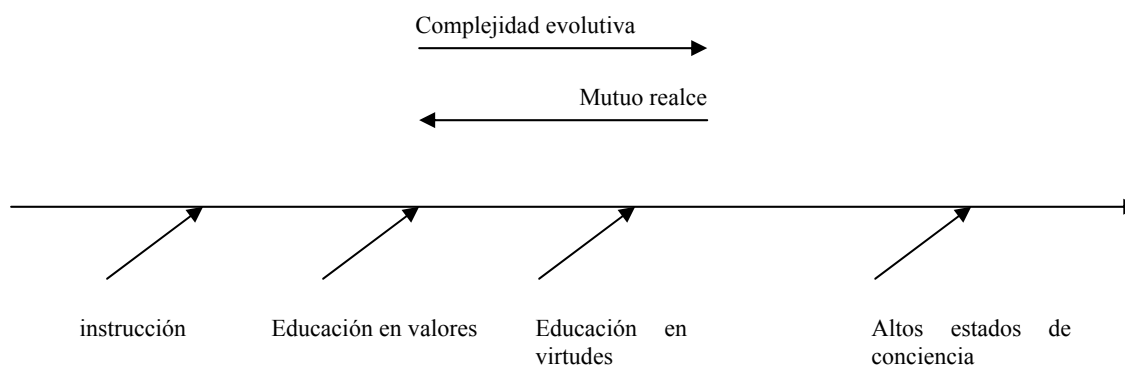 Complejidad evolutiva
Mutuo realce
instrucción
Educación en valores
Educación en
virtudes
Altos estados de
conciencia